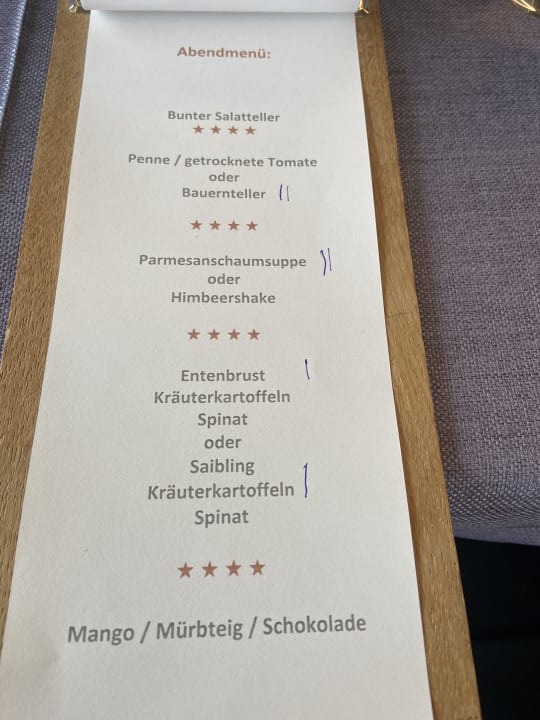 Abendmenü:
Bunter Salatteller
★ ★ ★ ★
Penne / getrocknete Tomate
oder
Bauernteller ||
★ ★ ★ ★
Parmesanschaumsuppe ||
oder
Himbeershake
★ ★ ★ ★
Entenbrust |
Kräuterkartoffeln
Spinat
oder
Saibling
Kräuterkartoffeln |
Spinat
★ ★ ★ ★
Mango / Mürbteig / Schokolade